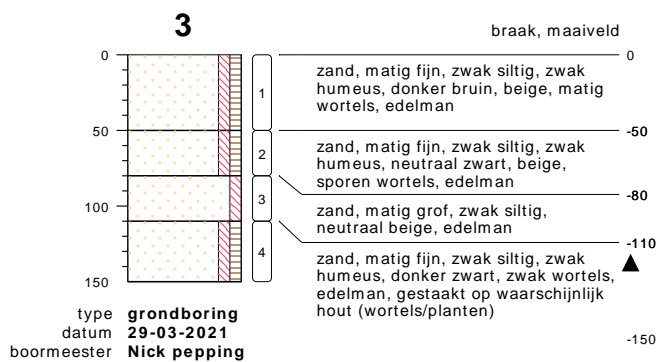 3
braak, maaiveld
0
50
100
150
1
2
3
4
zand, matig fijn, zwak siltig, zwak
humeus, donker bruin, beige, matig
wortels, edelman
0
-50
zand, matig fijn, zwak siltig, zwak
humeus, neutraal zwart, beige,
sporen wortels, edelman
-80
zand, matig grof, zwak siltig,
neutraal beige, edelman
-110
zand, matig fijn, zwak siltig, zwak
humeus, donker zwart, zwak wortels,
edelman, gestaakt op waarschijnlijk
hout (wortels/planten)
-150
type grondboring
datum 29-03-2021
boormeester Nick pepping